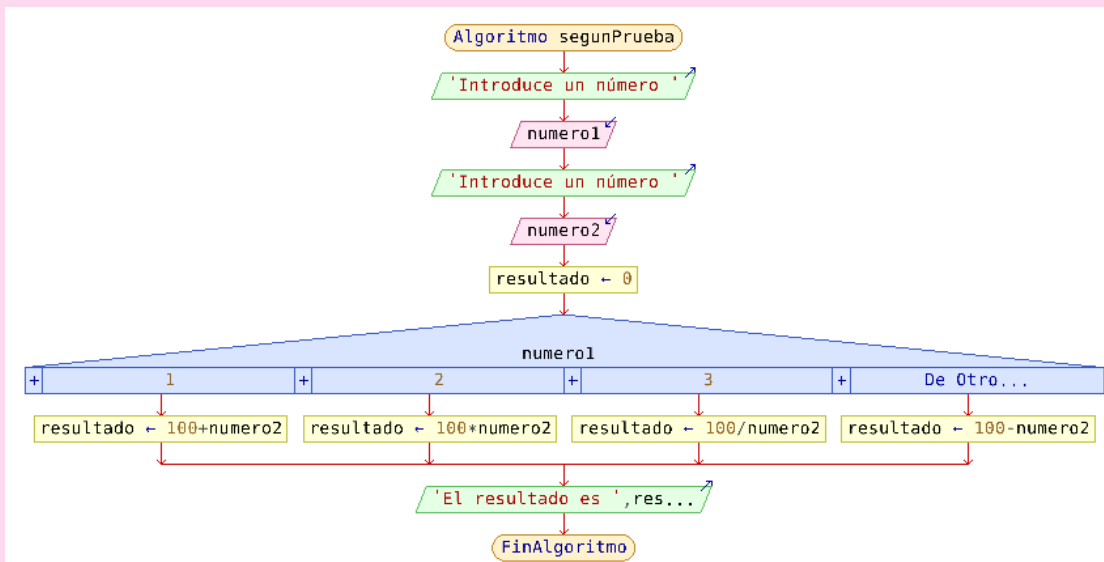 Algoritmo segunPrueba
'Introduce un número '
numero1
'Introduce un número '
numero2
resultado ← 0
numero1
+ 1 + 2 + 3 + De Otro...
resultado ← 100+numero2 resultado ← 100*numero2 resultado ← 100/numero2 resultado ← 100-numero2
'El resultado es ',res...
FinAlgoritmo